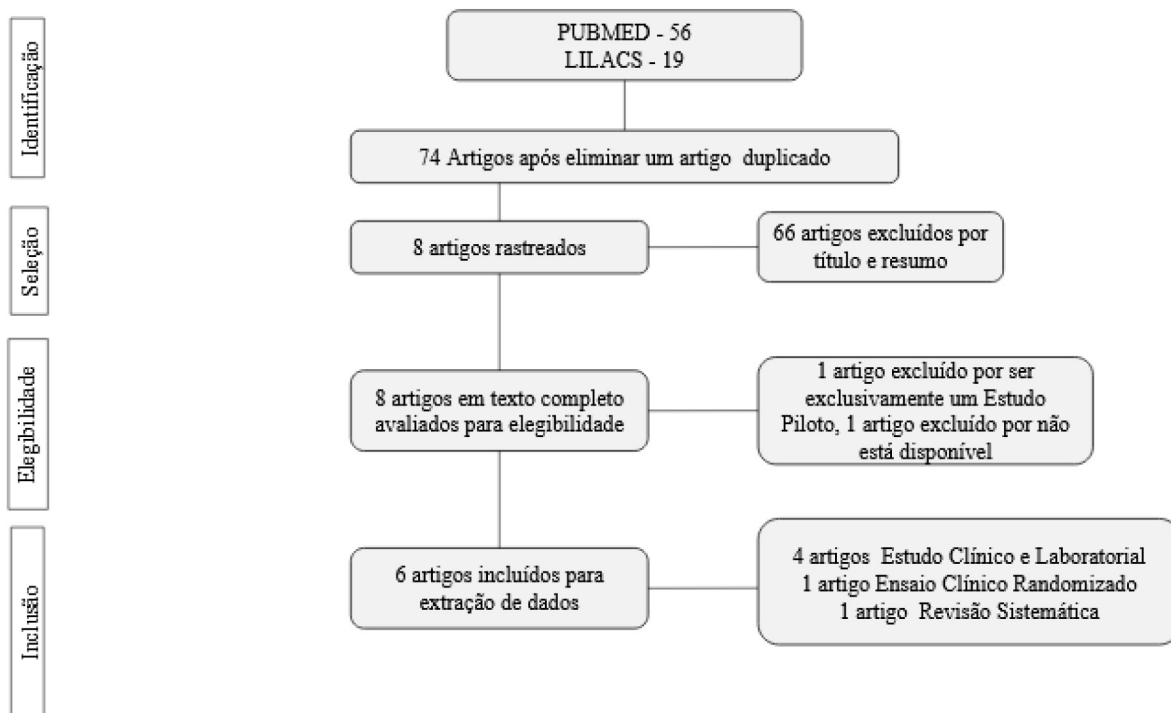 Identificação
PUBMED - 56
LILACS - 19
74 Artigos após eliminar um artigo duplicado
Seleção
8 artigos rastreados
66 artigos excluídos por
título e resumo
Elegibilidade
8 artigos em texto completo
avaliados para elegibilidade
1 artigo excluído por ser
exclusivamente um Estudo
Piloto, 1 artigo excluído por não
está disponível
Inclusão
6 artigos incluídos para
extração de dados
4 artigos Estudo Clínico e Laboratorial
1 artigo Ensaio Clínico Randomizado
1 artigo Revisão Sistemática